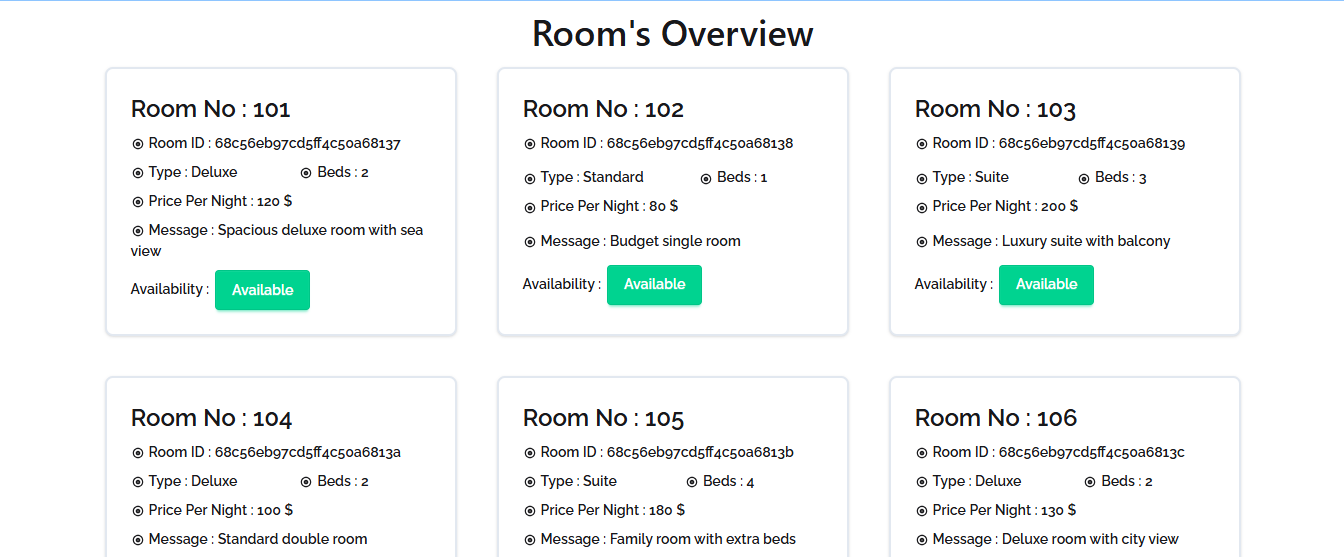 Room's Overview
Room No : 101
Room ID : 68c56eb97cd5ff4c50a68137
Type : Deluxe Beds : 2
Price Per Night : 120 $
Message : Spacious deluxe room with sea
view
Availability : Available
Room No : 102
Room ID : 68c56eb97cd5ff4c50a68138
Type : Standard Beds : 1
Price Per Night : 80 $
Message : Budget single room
Availability : Available
Room No : 103
Room ID : 68c56eb97cd5ff4c50a68139
Type : Suite Beds : 3
Price Per Night : 200 $
Message : Luxury suite with balcony
Availability : Available
Room No : 104
Room ID : 68c56eb97cd5ff4c50a6813a
Type : Deluxe Beds : 2
Price Per Night : 100 $
Message : Standard double room
Room No : 105
Room ID : 68c56eb97cd5ff4c50a6813b
Type : Suite Beds : 4
Price Per Night : 180 $
Message : Family room with extra beds
Room No : 106
Room ID : 68c56eb97cd5ff4c50a6813c
Type : Deluxe Beds : 2
Price Per Night : 130 $
Message : Deluxe room with city view